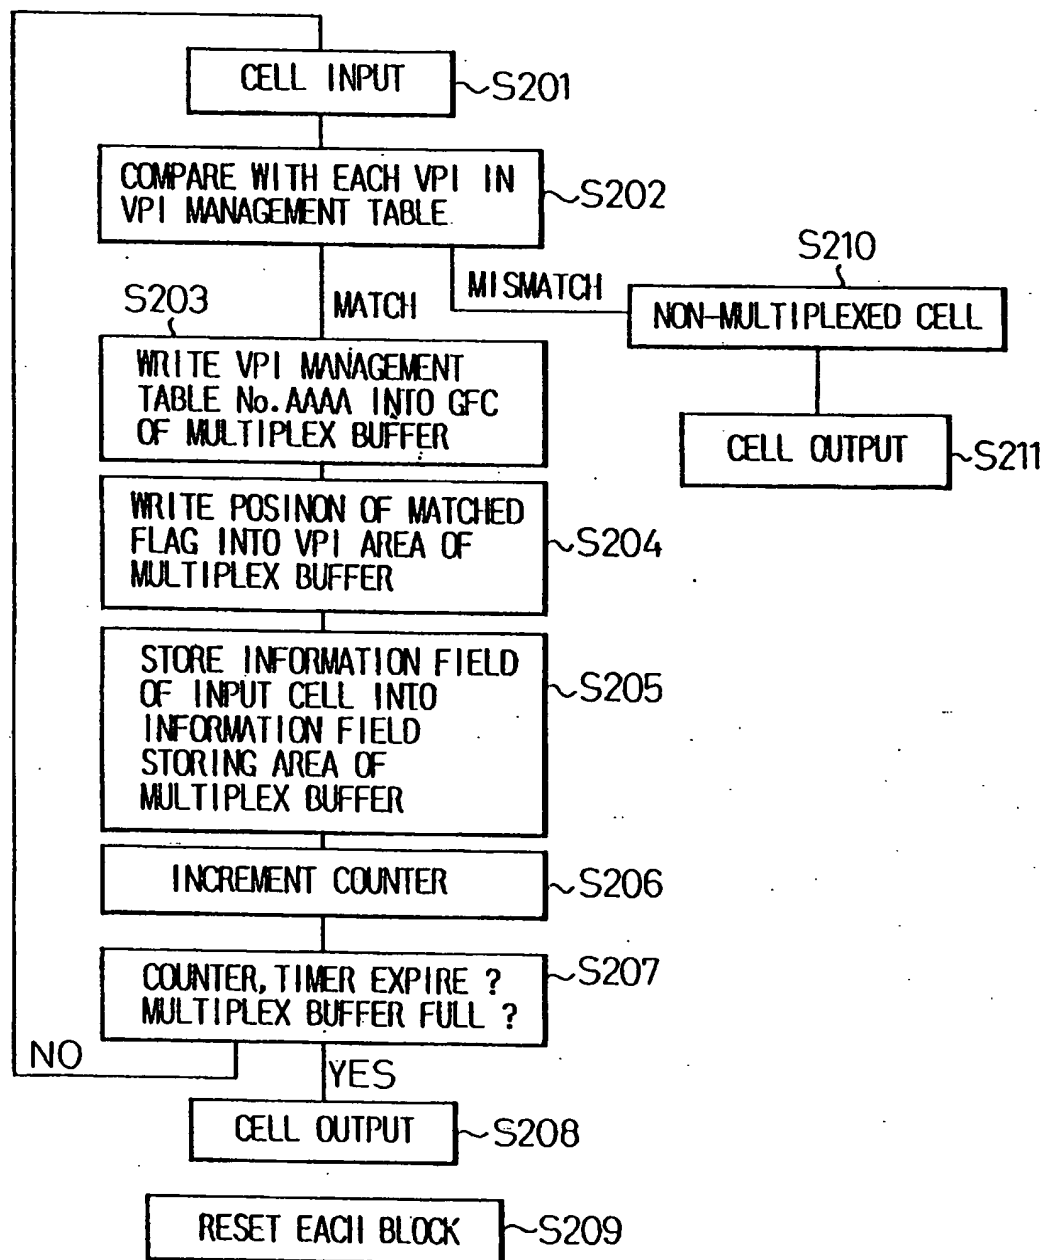 CELL INPUT
S201
COMPARE WITH EACH VPI IN
VPI MANAGEMENT TABLE
S202
S210
MISMATCH
NON-MULTIPLEXED CELL
S203
MATCH
WRITE VPI MANAGEMENT
TABLE No.AAAA INTO GFC
OF MULTIPLEX BUFFER
CELL OUTPUT
S211
WRITE POSINON OF MATCHED
FLAG INTO VPI AREA OF
MULTIPLEX BUFFER
S204
STORE INFORMATION FIELD
OF INPUT CELL INTO
INFORMATION FIELD
STORING AREA OF
MULTIPLEX BUFFER
S205
INCREMENT COUNTER
S206
COUNTER, TIMER EXPIRE ?
MULTIPLEX BUFFER FULL ?
S207
NO
YES
CELL OUTPUT
S208
RESET EACH BLOCK
S209